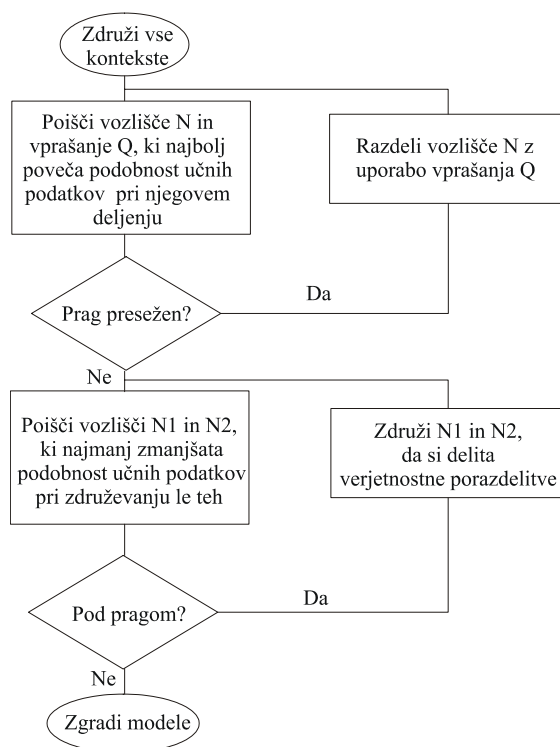 Združi vse
kontekste
Poišči vozlišče N in
vprašanje Q, ki najbolj
poveča podobnost učnih
podatkov pri njegovem
deljenju
Razdeli vozlišče N z
uporabo vprašanja Q
Prag presežen?
Da
Ne
Poišči vozlišči N1 in N2,
ki najmanj zmanjšata
podobnost učnih podatkov
pri združevanju le teh
Združi N1 in N2,
da si delita
verjetnostne porazdelitve
Pod pragom?
Da
Ne
Zgradi modele